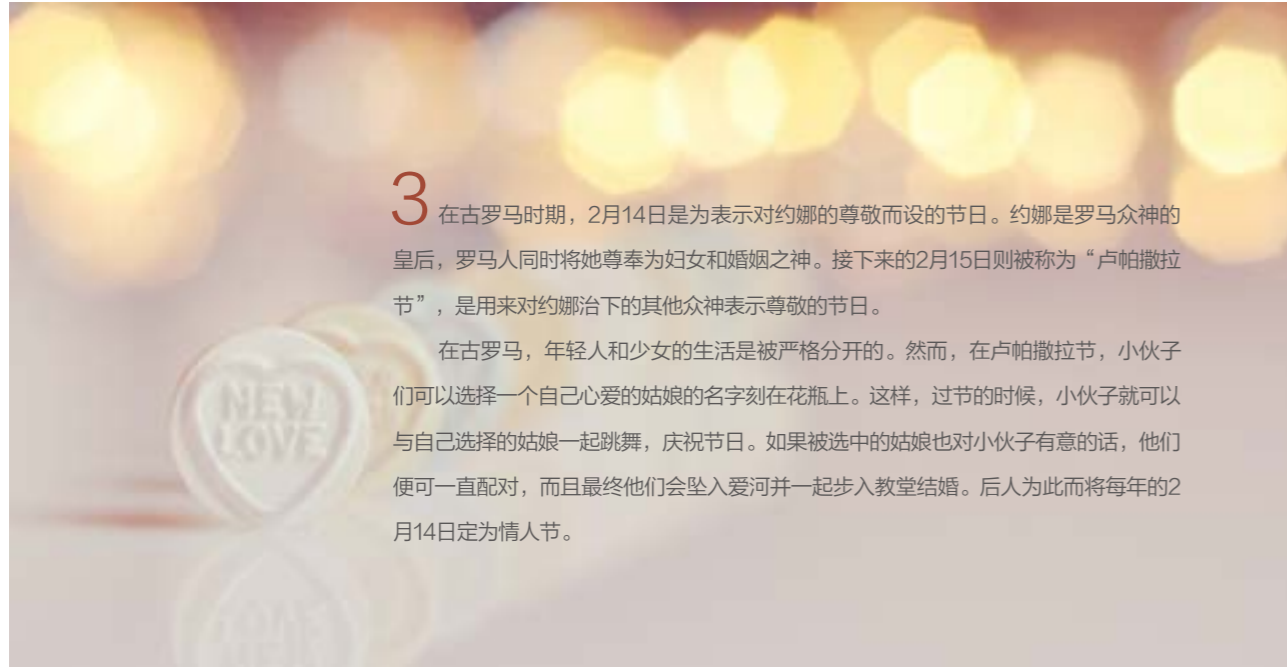 NEW
LOVE
3 在古罗马时期，2月14日是为表示对约娜的尊敬而设的节日。约娜是罗马众神的
皇后，罗马人同时将她尊奉为妇女和婚姻之神。接下来的2月15日则被称为“卢帕撒拉
节”，是用来对约娜治下的其他众神表示尊敬的节日。
在古罗马，年轻人和少女的生活是被严格分开的。然而，在卢帕撒拉节，小伙子
们可以选择一个自己心爱的姑娘的名字刻在花瓶上。这样，过节的时候，小伙子就可以
与自己选择的姑娘一起跳舞，庆祝节日。如果被选中的姑娘也对小伙子有意的话，他们
便可一直配对，而且最终他们会坠入爱河并一起步入教堂结婚。后人为此而将每年的2
月14日定为情人节。